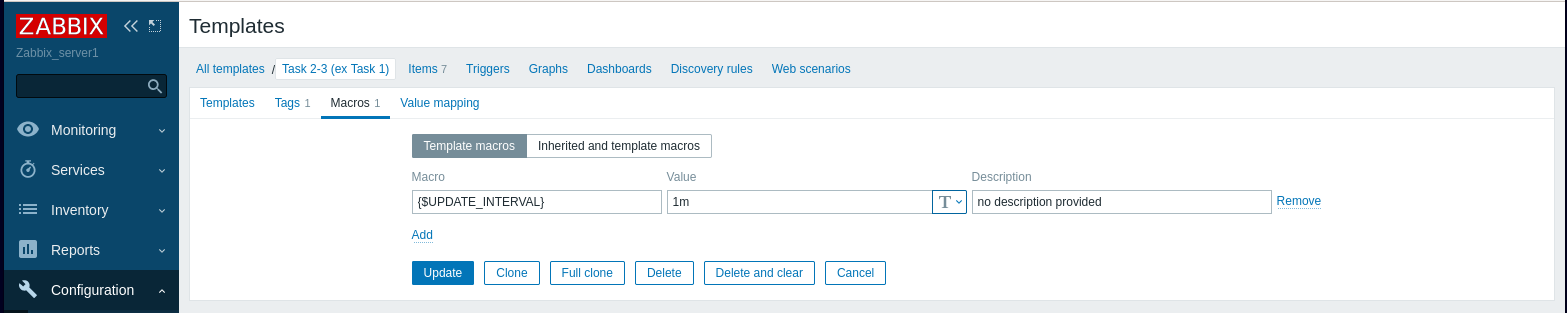 ZABBIX
Zabbix_server1
Monitoring
Services
Inventory
Reports
Configuration
Templates
All templates / Task 2-3 (ex Task 1) Items 7 Triggers Graphs Dashboards Discovery rules Web scenarios
Templates Tags 1 Macros 1 Value mapping
Template macros Inherited and template macros
Macro Value Description
{$UPDATE_INTERVAL} 1m T no description provided Remove
Add
Update Clone Full clone Delete Delete and clear Cancel